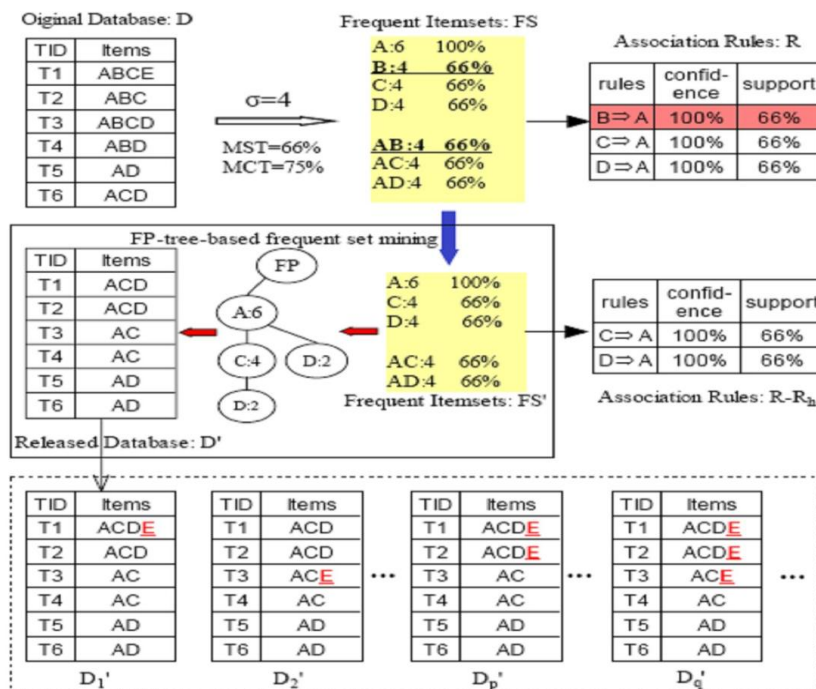 Oiginal Database: D
TID Items
T1 ABCE
T2 ABC
T3 ABCD
T4 ABD
T5 AD
T6 ACD
σ=4
MST=66%
MCT=75%
Frequent Itemsets: FS
A:6 100%
B:4 66%
C:4 66%
D:4 66%
AB:4 66%
AC:4 66%
AD:4 66%
Association Rules: R
rules confid-ence support
B⇒A 100% 66%
C⇒A 100% 66%
D⇒A 100% 66%
FP-tree-based frequent set mining
TID Items
T1 ACD
T2 ACD
T3 AC
T4 AC
T5 AD
T6 AD
FP
A:6
C:4
D:2
D:2
A:6 100%
C:4 66%
D:4 66%
AC:4 66%
AD:4 66%
Frequent Itemsets: FS'
rules confid-ence support
C⇒A 100% 66%
D⇒A 100% 66%
Association Rules: R-Rh
Released Database: D'
TID Items
T1 ACDE
T2 ACD
T3 AC
T4 AC
T5 AD
T6 AD
D1'
TID Items
T1 ACD
T2 ACD
T3 ACE
T4 AC
T5 AD
T6 AD
D2'
...
TID Items
T1 ACDE
T2 ACDE
T3 AC
T4 AC
T5 AD
T6 AD
Dp'
...
TID Items
T1 ACDE
T2 ACDE
T3 ACE
T4 AC
T5 AD
T6 AD
Dq'
...